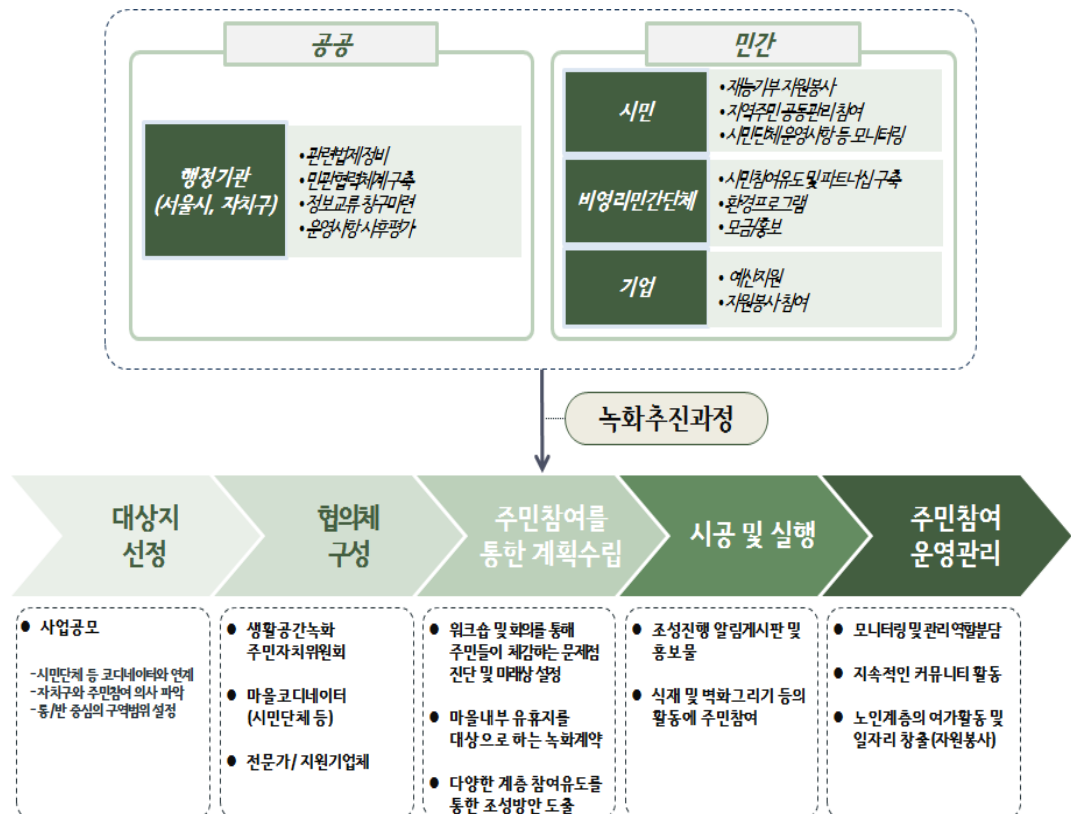 공공
행정기관
(서울시, 자치구)
• 관련법제정비
• 민관협력체계구축
• 정보교류 창구마련
• 운영사항 사후평가
민간
시민
• 재능기부 자원봉사
• 지역주민 공동관리 참여
• 시민단체 운영사항 등 모니터링
비영리민간단체
• 시민참여유도 및 파트너십 구축
• 환경프로그램
• 모금/홍보
기업
• 예산지원
• 자원봉사 참여
녹화추진과정
대상지
선정
협의체
구성
주민참여를
통한 계획수립
시공 및 실행
주민참여
운영관리
● 사업공모
-시민단체 등 코디네이터와 연계
-자치구와 주민참여 의사 파악
-통/반 중심의 구역범위 설정
● 생활공간녹화
주민자치위원회
● 마을코디네이터
(시민단체 등)
● 전문가/ 지원기업체
● 워크숍 및 회의를 통해
주민들이 체감하는 문제점
진단 및 미래상 설정
● 마을내부 유휴지를
대상으로 하는 녹화계약
● 다양한 계층 참여유도를
통한 조성방안 도출
● 조성진행 알림게시판 및
홍보물
● 식재 및 벽화그리기 등의
활동에 주민참여
● 모니터링 및 관리 역할분담
● 지속적인 커뮤니티 활동
● 노인계층의 여가활동 및
일자리 창출(자원봉사)